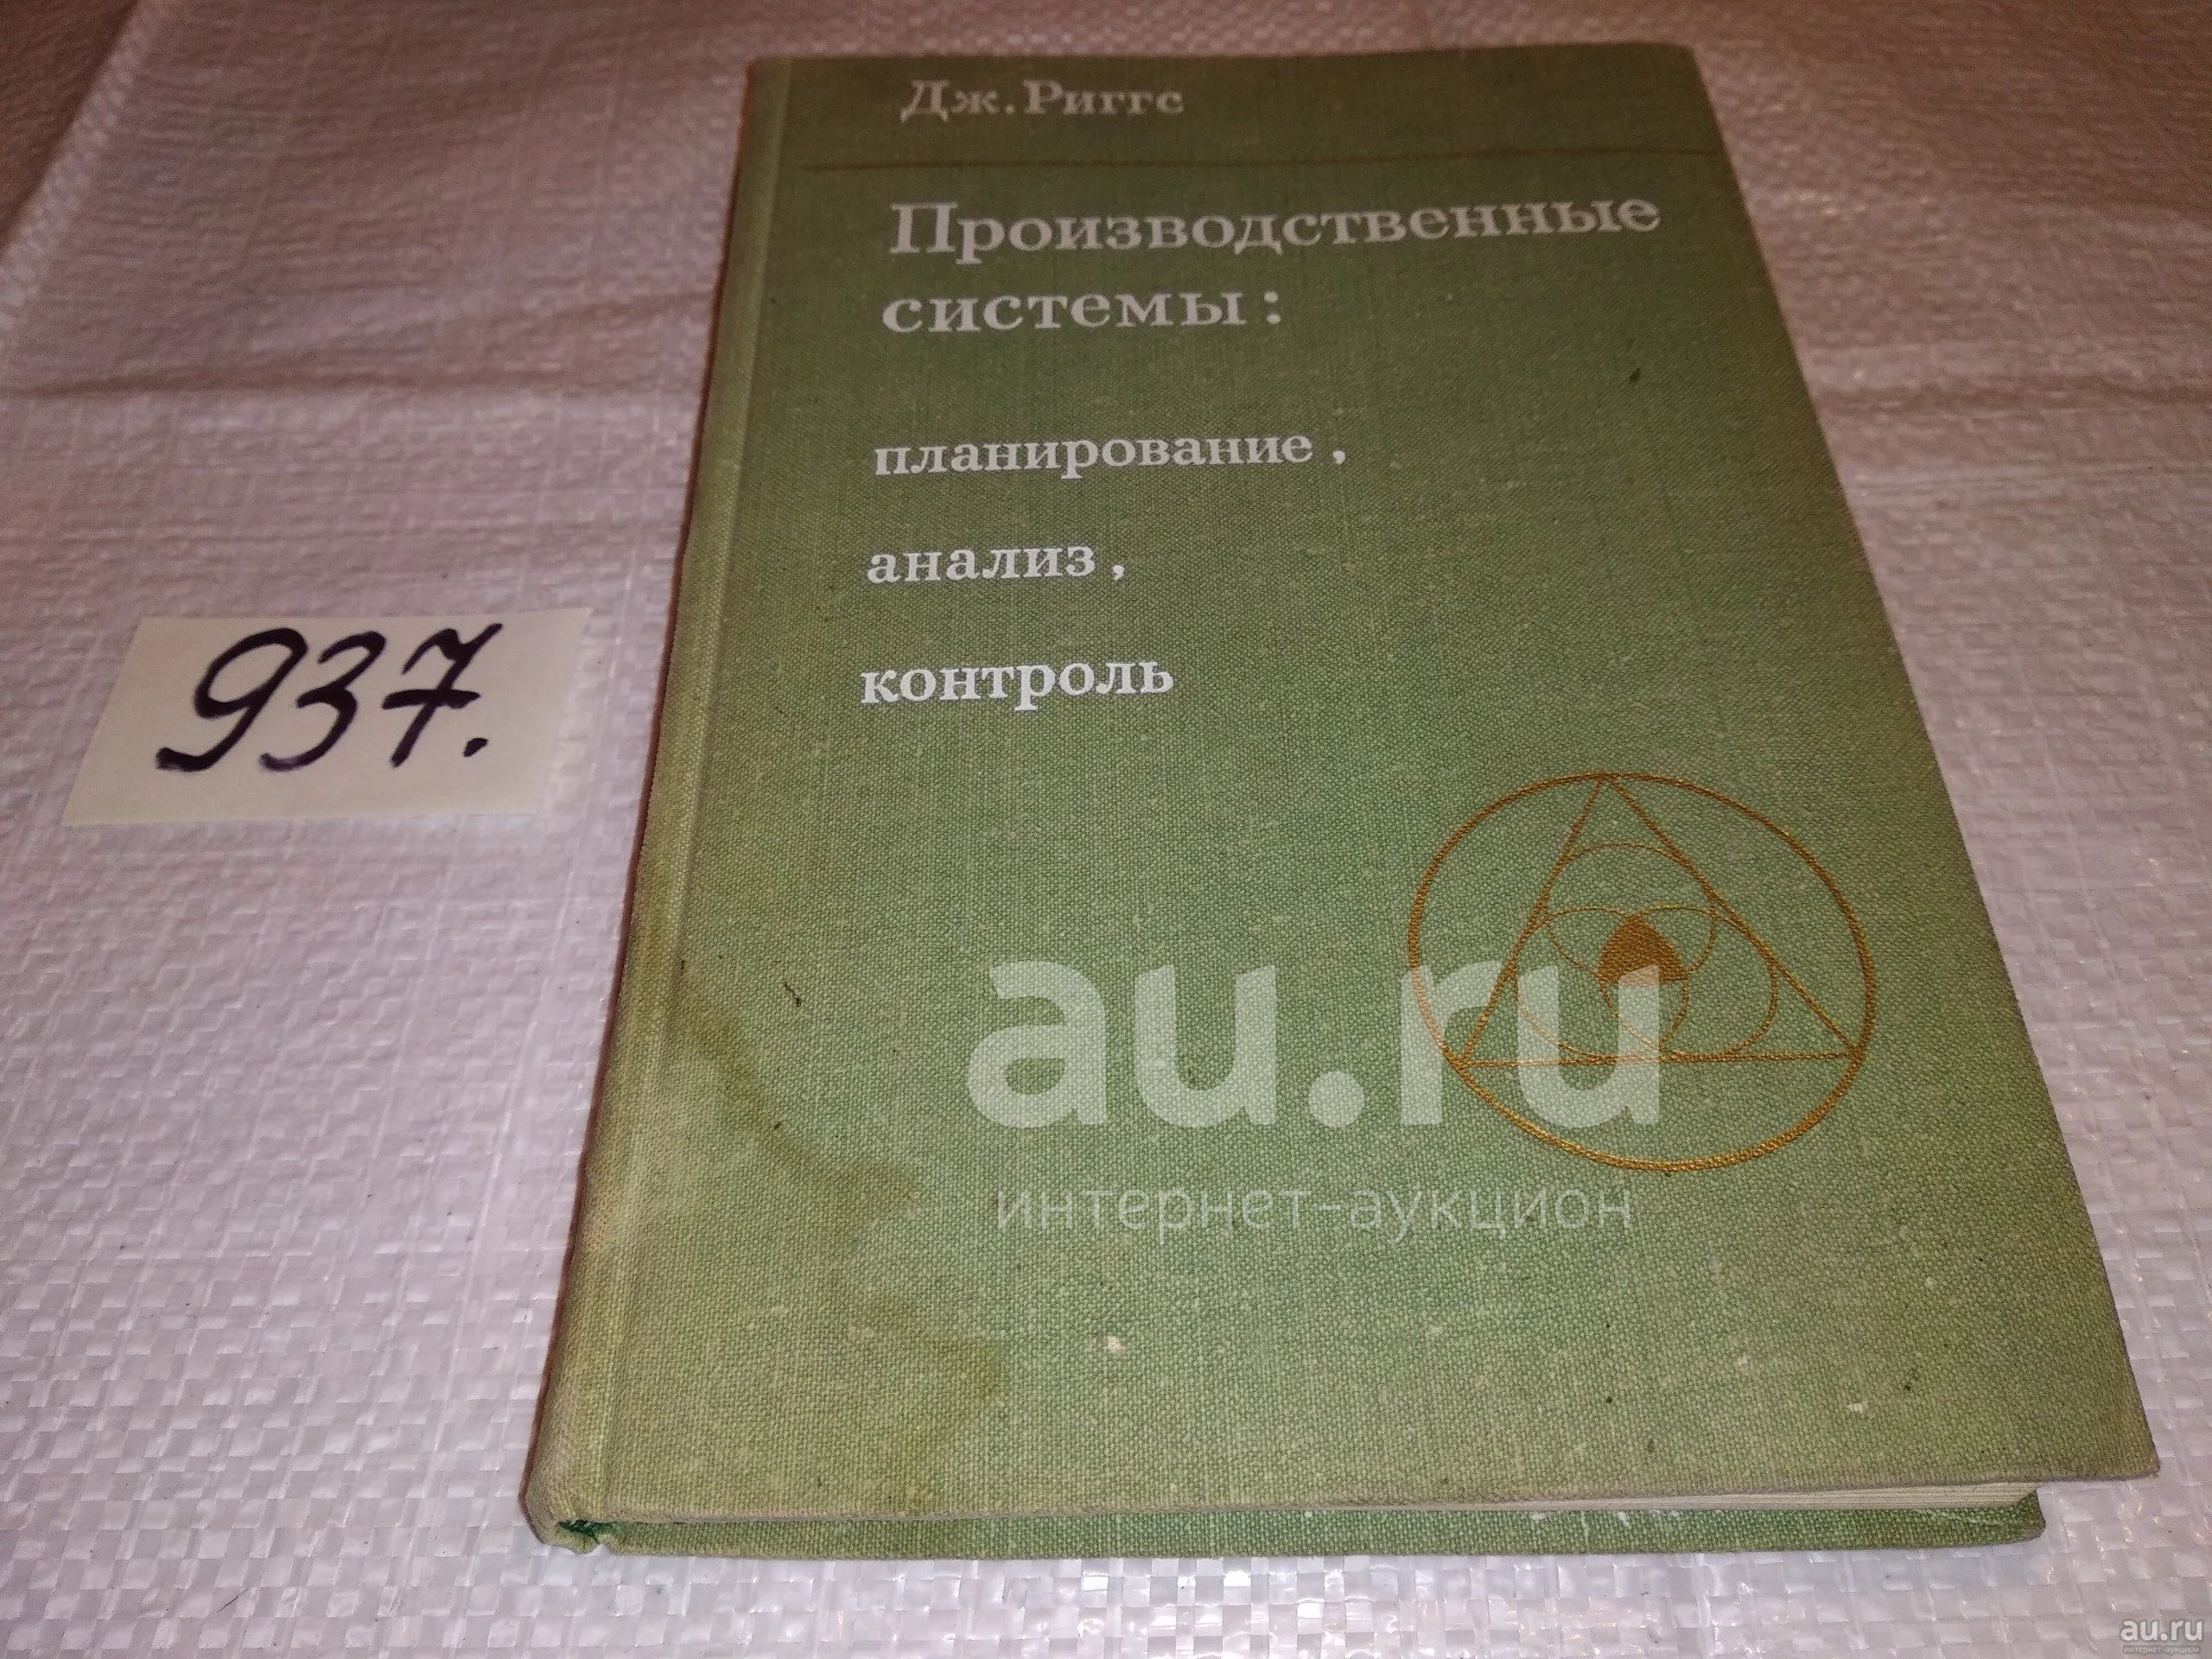 Дж. Риггс
Производственные
системы:
планирование,
анализ,
контроль
937.
au.ru
интернет-аукцион
au.ru
интернет-аукцион